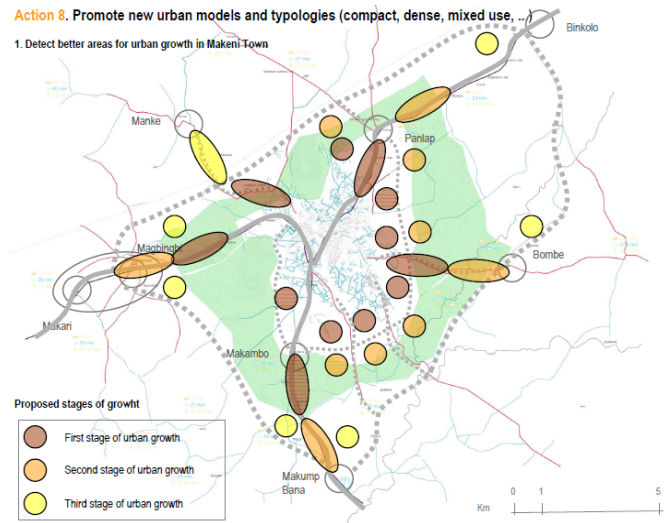 Action 8. Promote new urban models and typologies (compact, dense, mixed use, ...)
Binkolo
1. Detect better areas for urban growth in Makeni Town
Manke
Panlap
Magbingbi
Bombe
Makari
Makambo
Proposed stages of growht
First stage of urban growth
Second stage of urban growth
Third stage of urban growth
Makump
Bana
Km
0 1 5